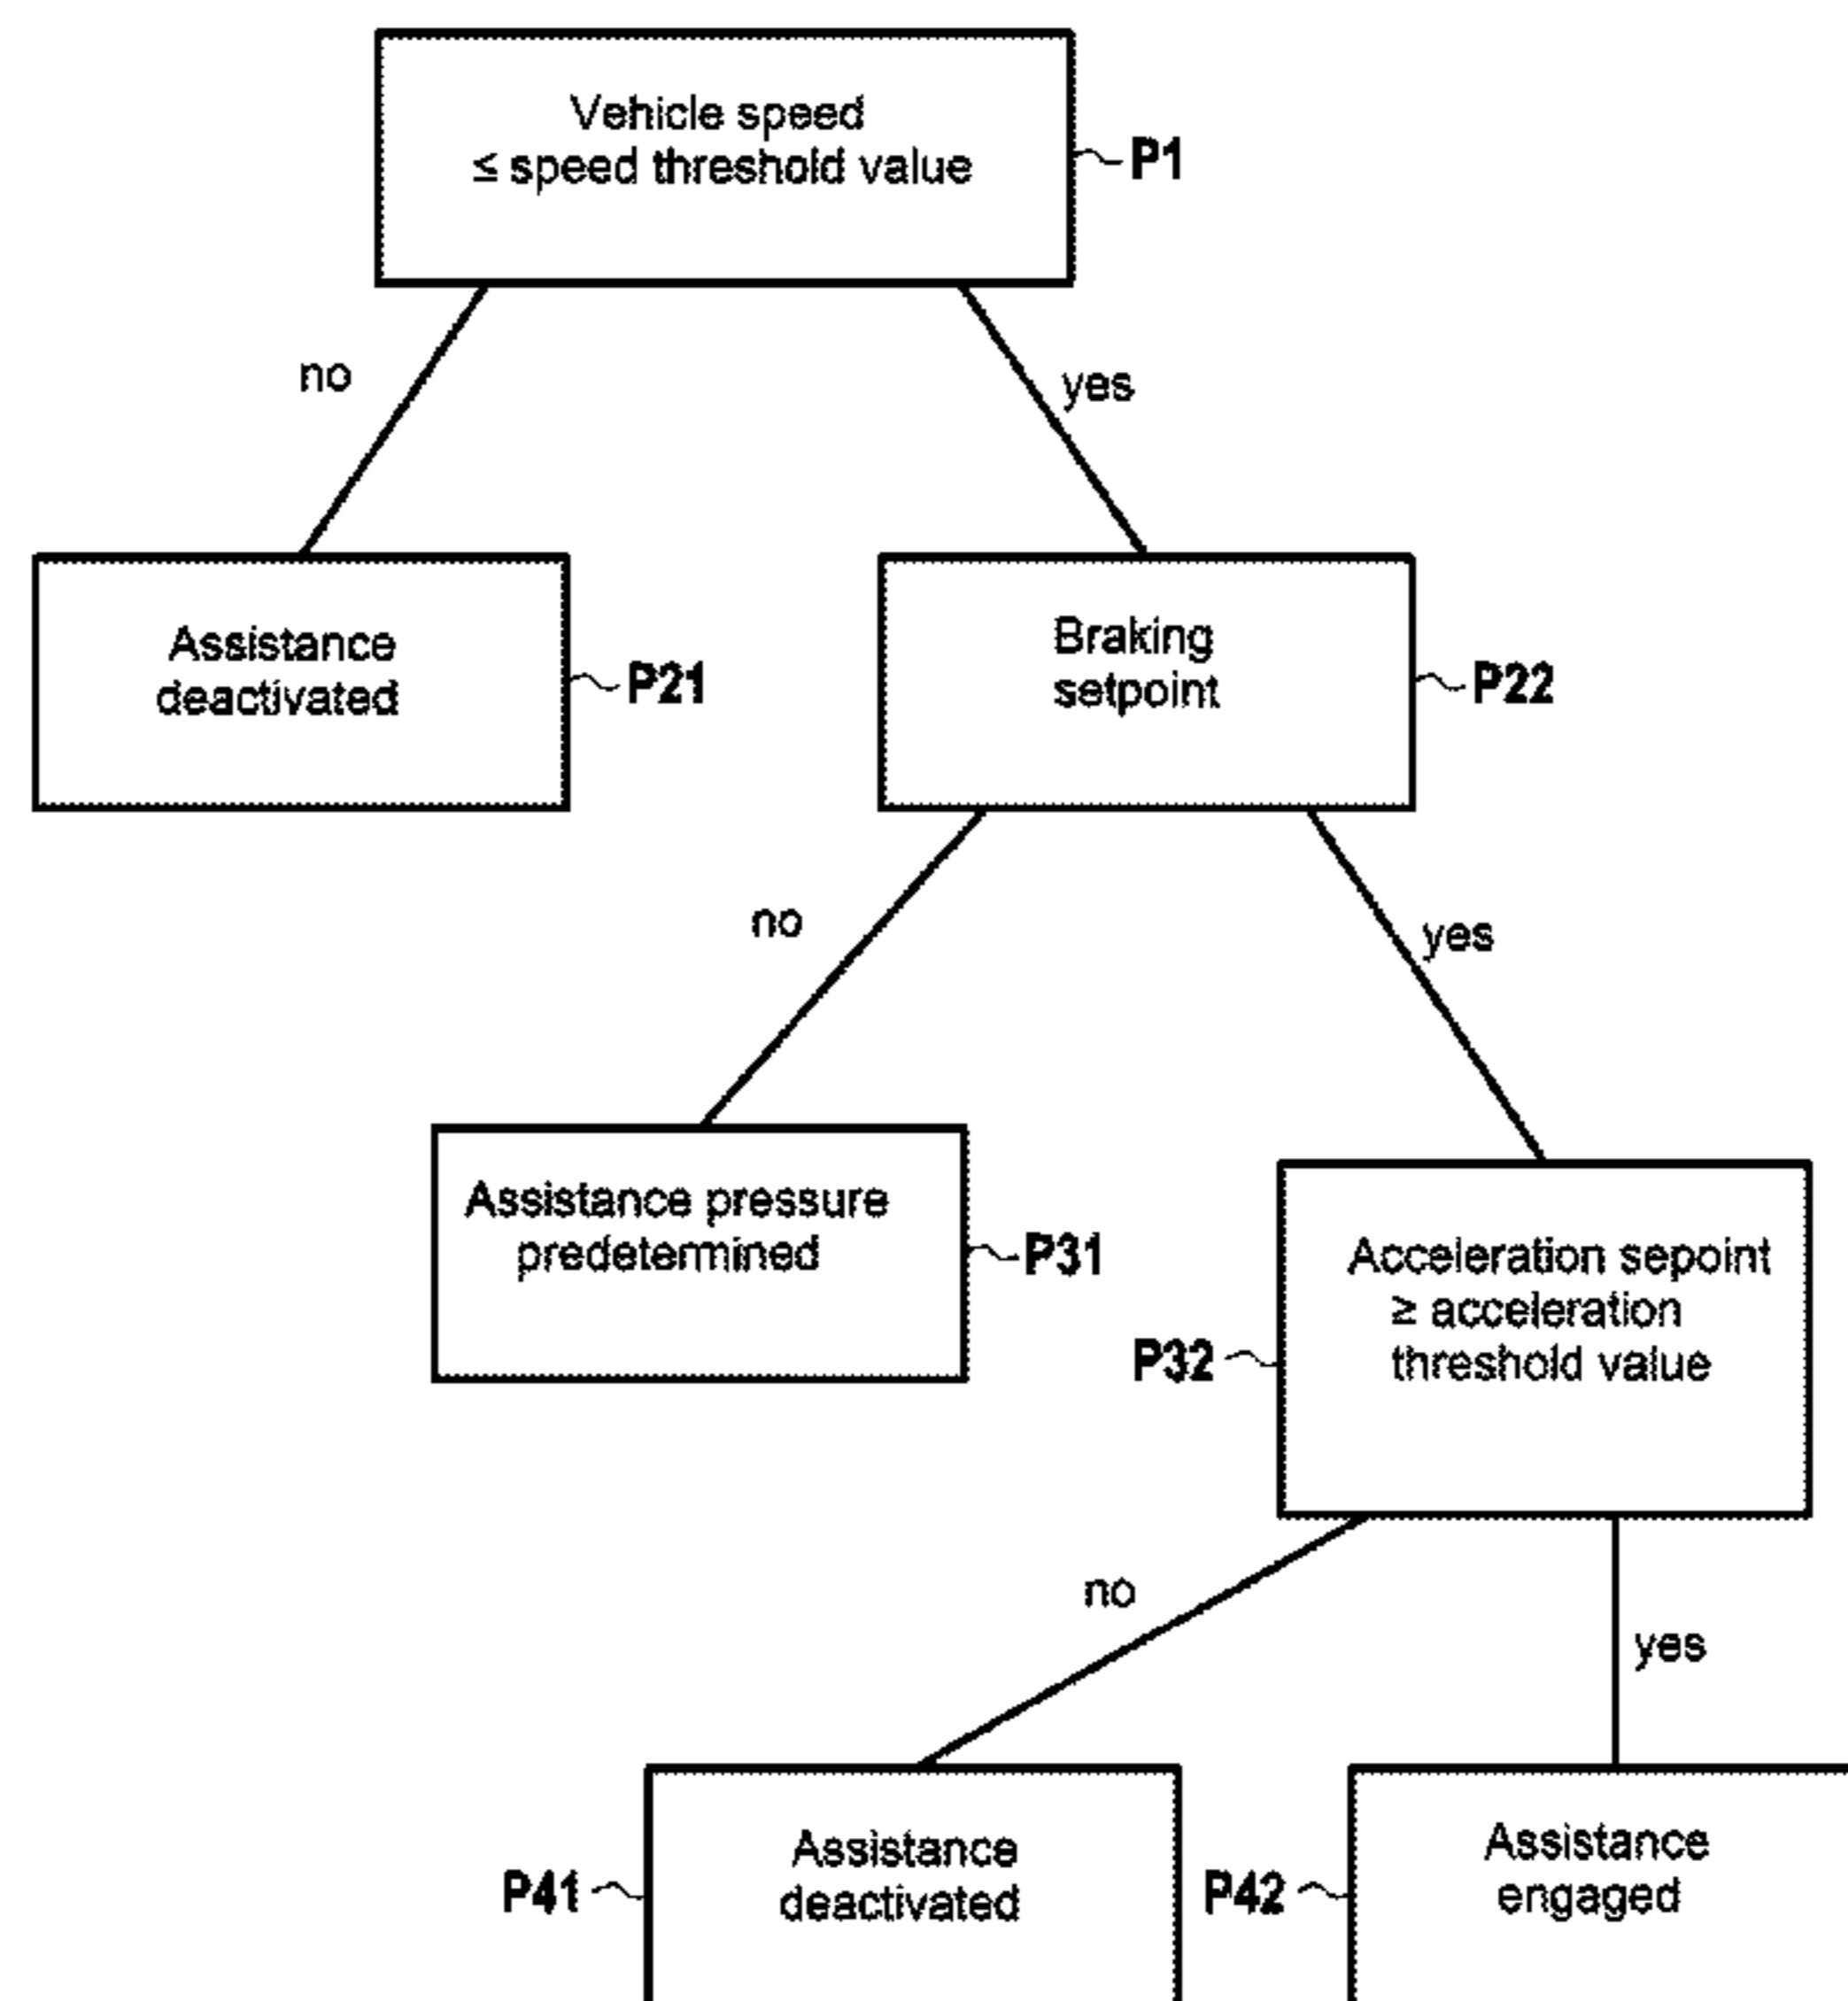 Vehicle speed
≤ speed threshold value
P1
no
yes
Assistance
deactivated
P21
Braking
setpoint
P22
no
yes
Assistance pressure
predetermined
P31
Acceleration sepoint
≥ acceleration
threshold value
P32
no
yes
P41
Assistance
deactivated
P42
Assistance
engaged